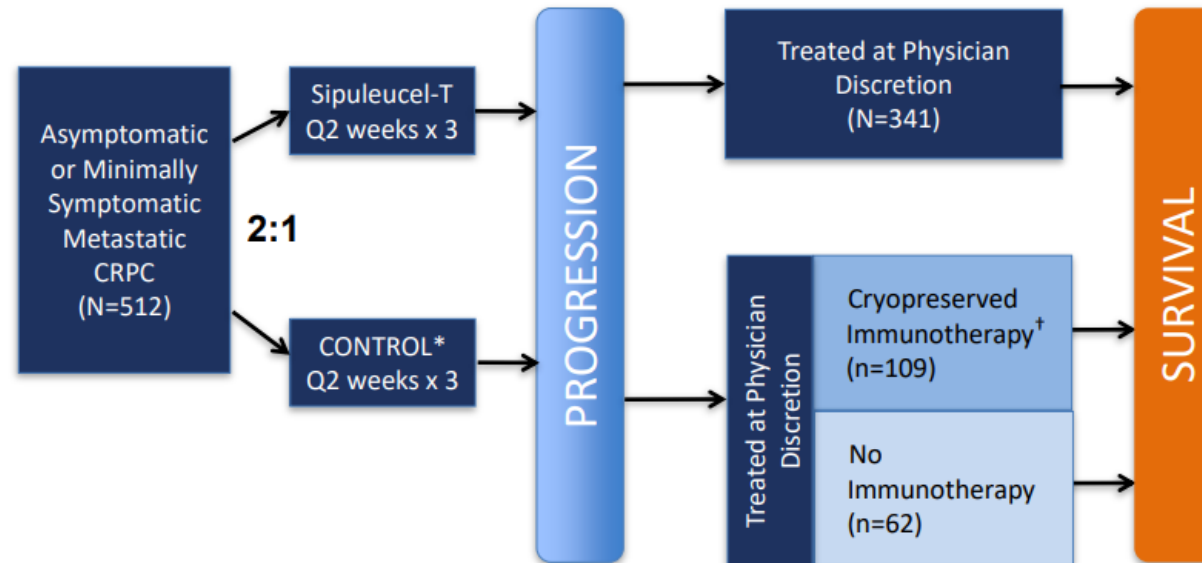 Asymptomatic
or Minimally
Symptomatic
Metastatic
CRPC
(N=512)
2:1
Sipuleucel-T
Q2 weeks x 3
CONTROL*
Q2 weeks x 3
PROGRESSION
Treated at Physician
Discretion
(N=341)
Treated at Physician
Discretion
Cryopreserved
Immunotherapy†
(n=109)
No
Immunotherapy
(n=62)
SURVIVAL